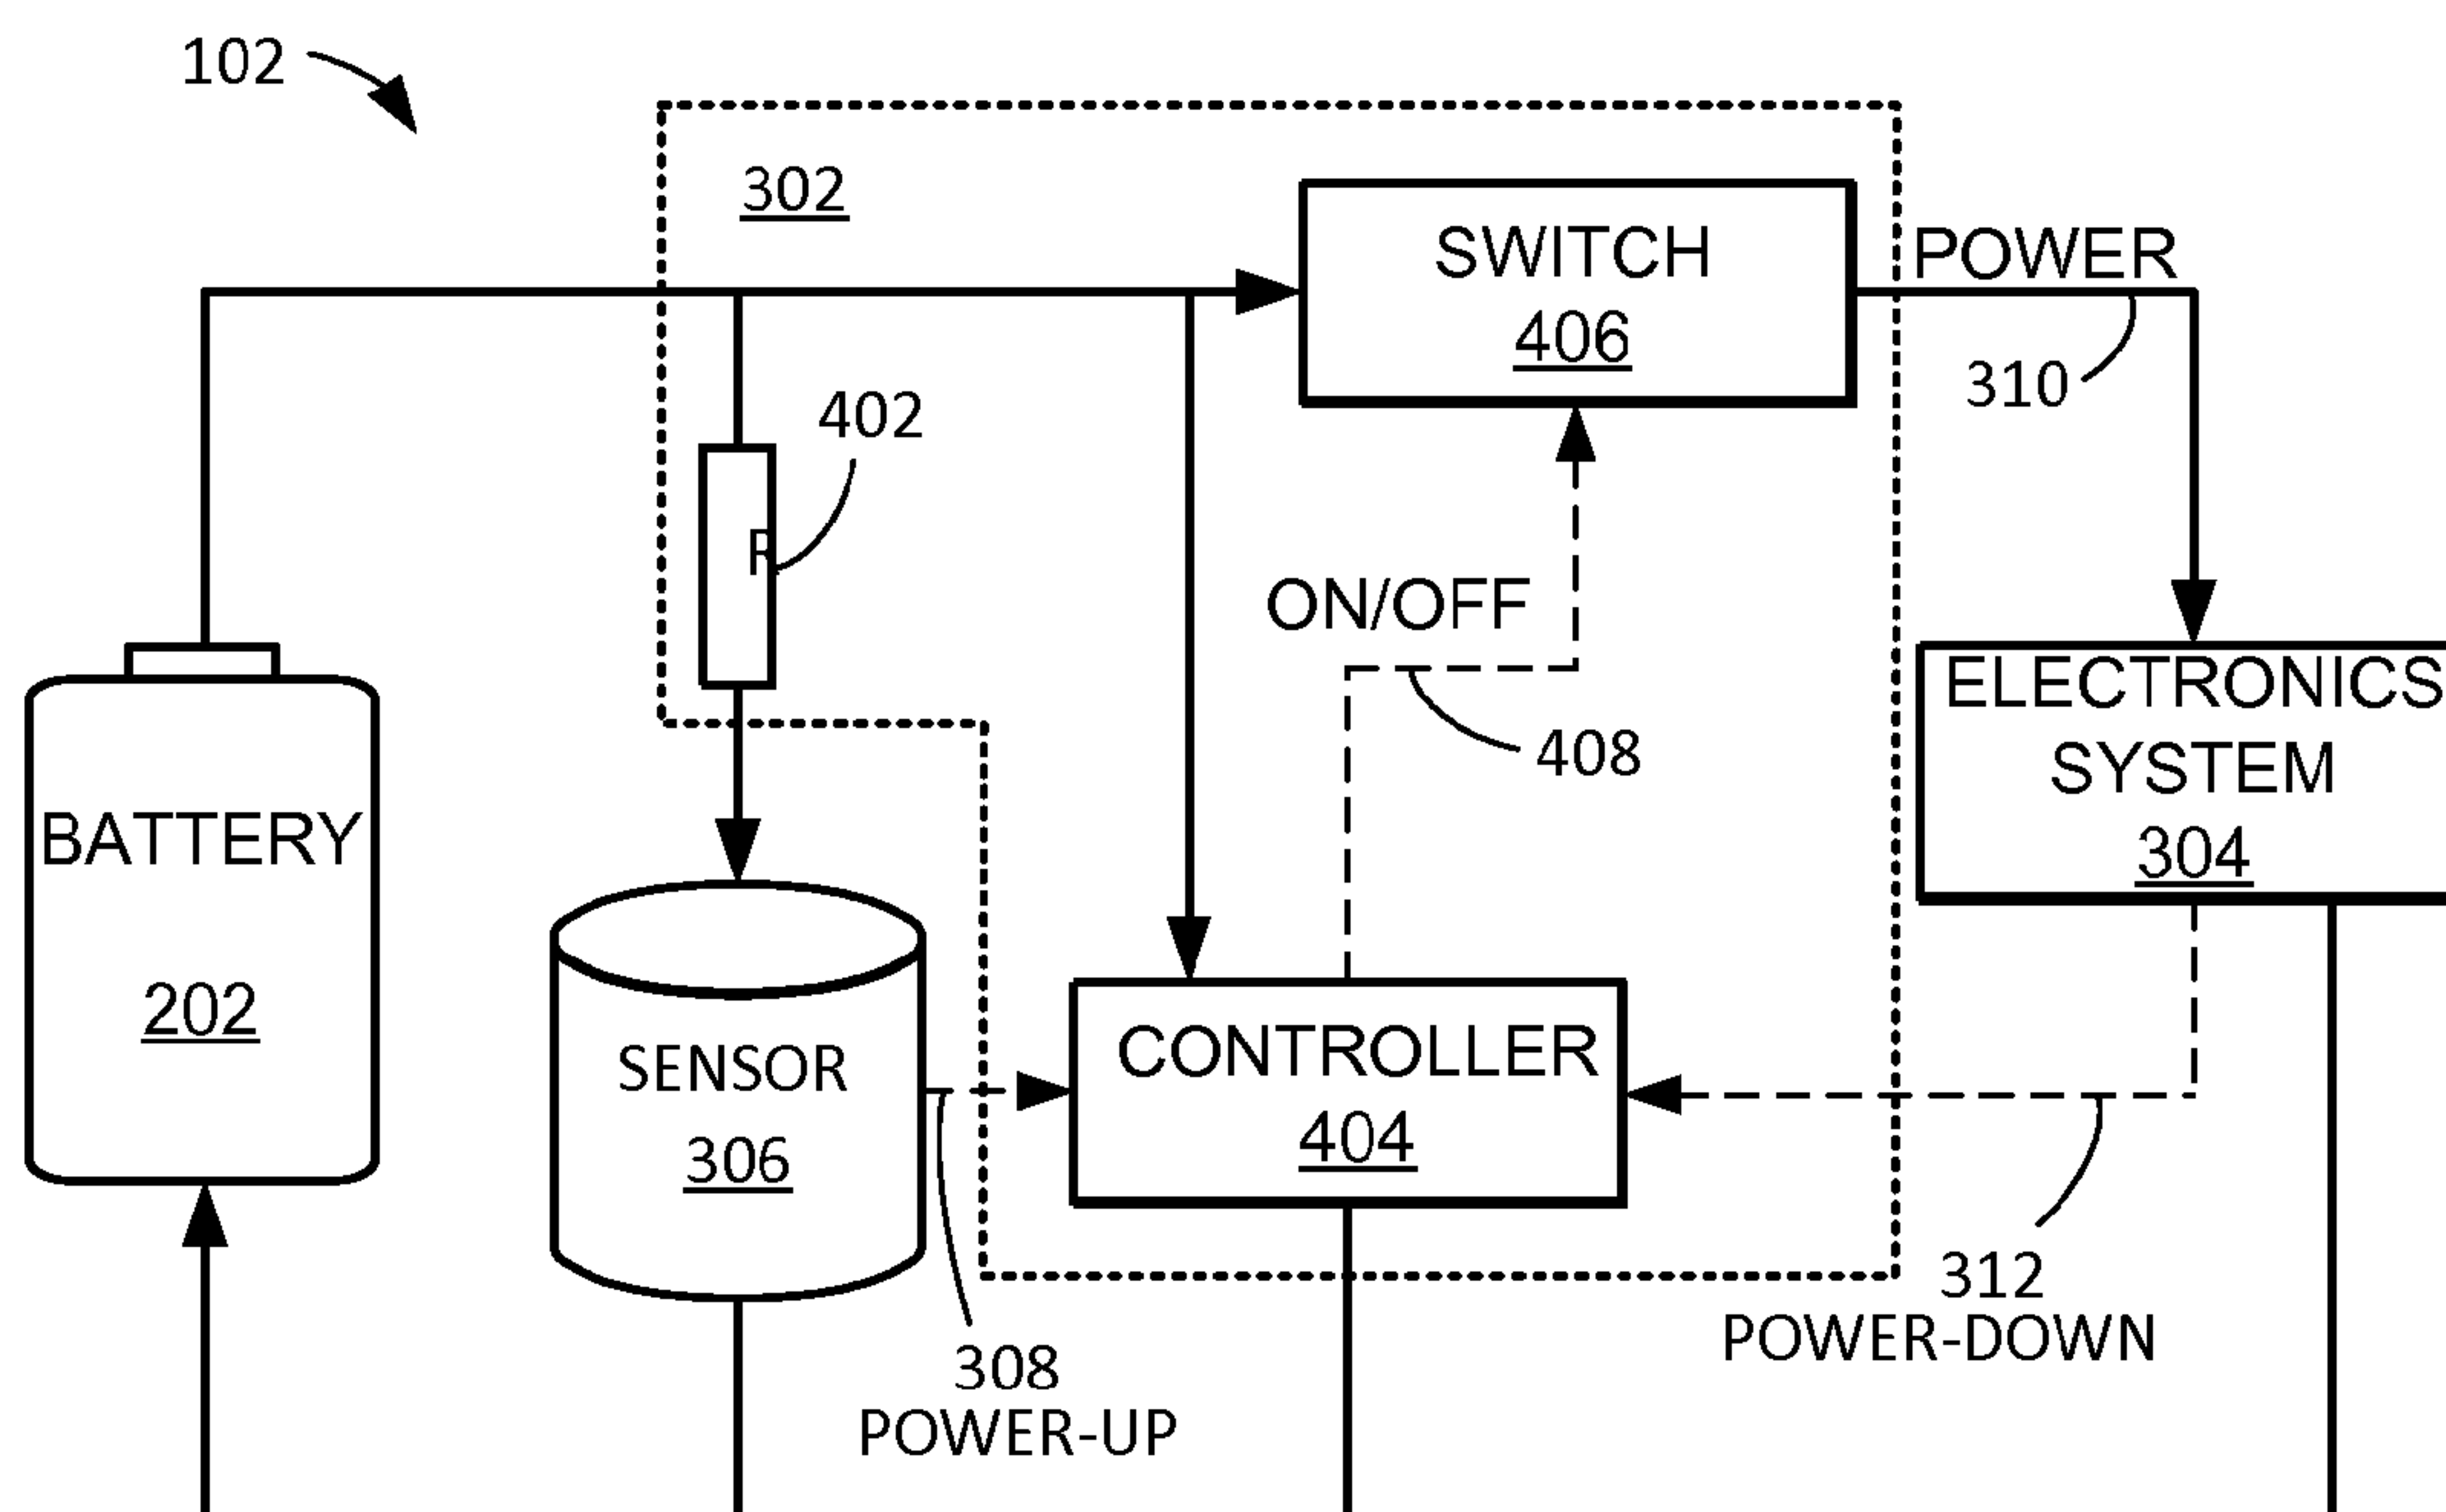 102
302
SWITCH
406
POWER
310
402
R
ON/OFF
408
ELECTRONICS
SYSTEM
304
BATTERY
202
SENSOR
306
CONTROLLER
404
312
POWER-DOWN
308
POWER-UP